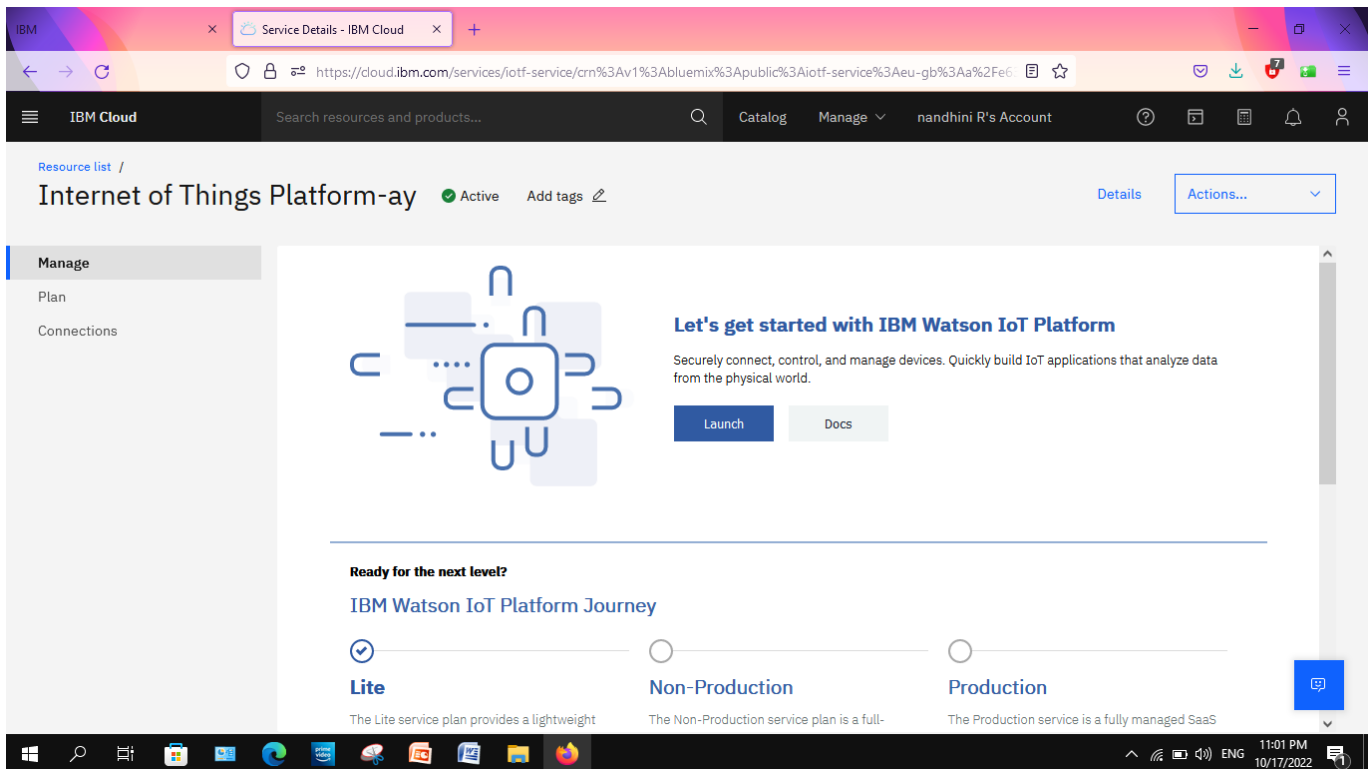 IBM
Service Details - IBM Cloud
https://cloud.ibm.com/services/iotf-service/crn%3Av1%3Abluemix%3Apublic%3Aiotf-service%3Aeu-gb%3Aa%2Fe6
7
IBM Cloud
Search resources and products...
Catalog
Manage
nandhini R's Account
Resource list /
Internet of Things Platform-ay
Active
Add tags
Details
Actions...
Manage
Plan
Connections
Let's get started with IBM Watson IoT Platform
Securely connect, control, and manage devices. Quickly build IoT applications that analyze data
from the physical world.
Launch
Docs
Ready for the next level?
IBM Watson IoT Platform Journey
Lite
Non-Production
Production
The Lite service plan provides a lightweight
The Non-Production service plan is a full-
The Production service is a fully managed SaaS
prime
video
ENG
11:01 PM
10/17/2022
1